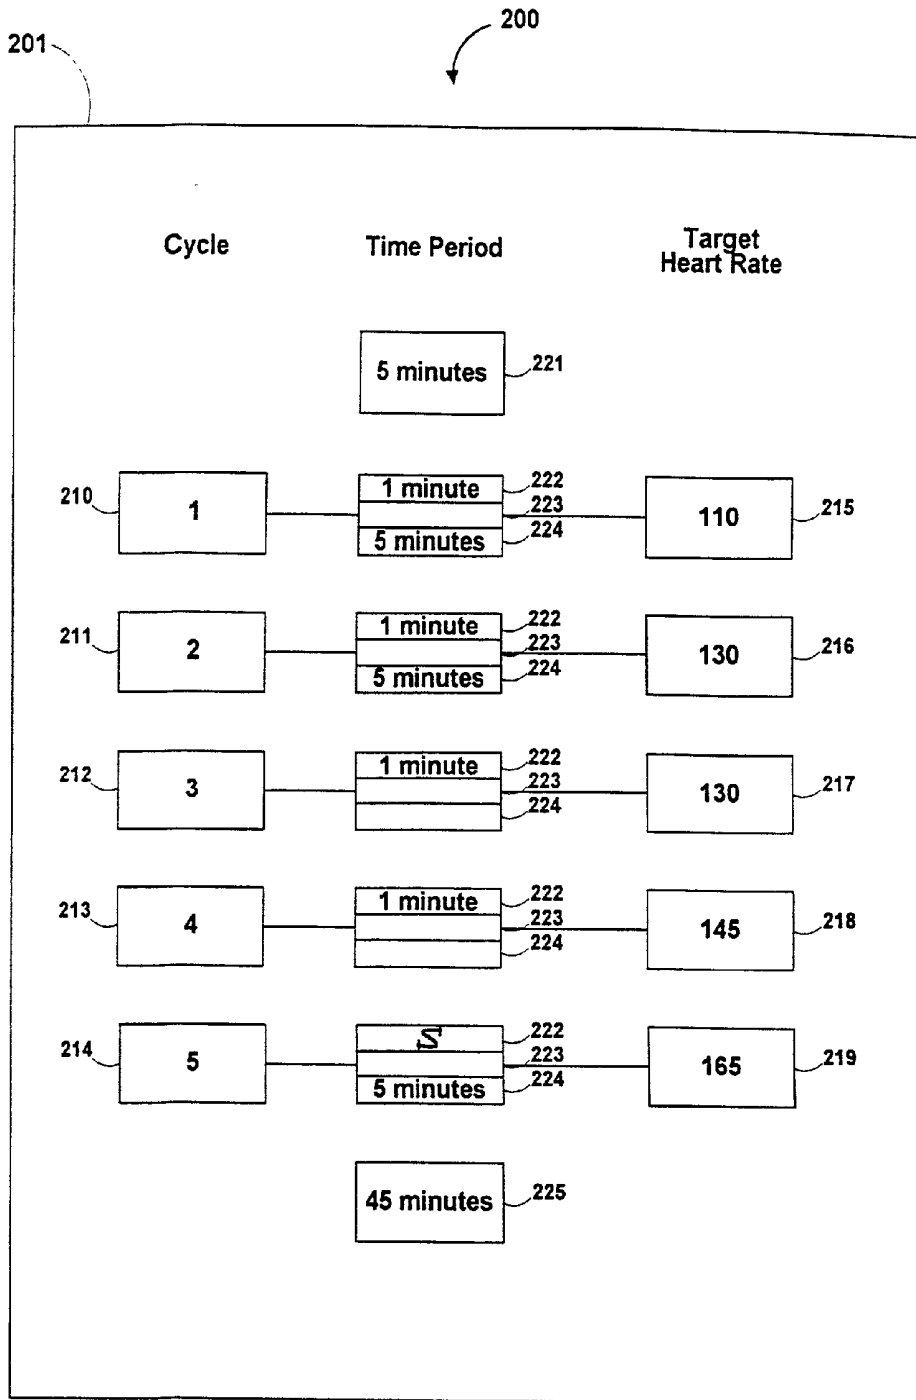 200
201
Cycle Time Period Target Heart Rate
5 minutes 221
210 1 1 minute 222 223 5 minutes 224 110 215
211 2 1 minute 222 223 5 minutes 224 130 216
212 3 1 minute 222 223 224 130 217
213 4 1 minute 222 223 224 145 218
214 5 222 223 5 minutes 224 165 219
45 minutes 225